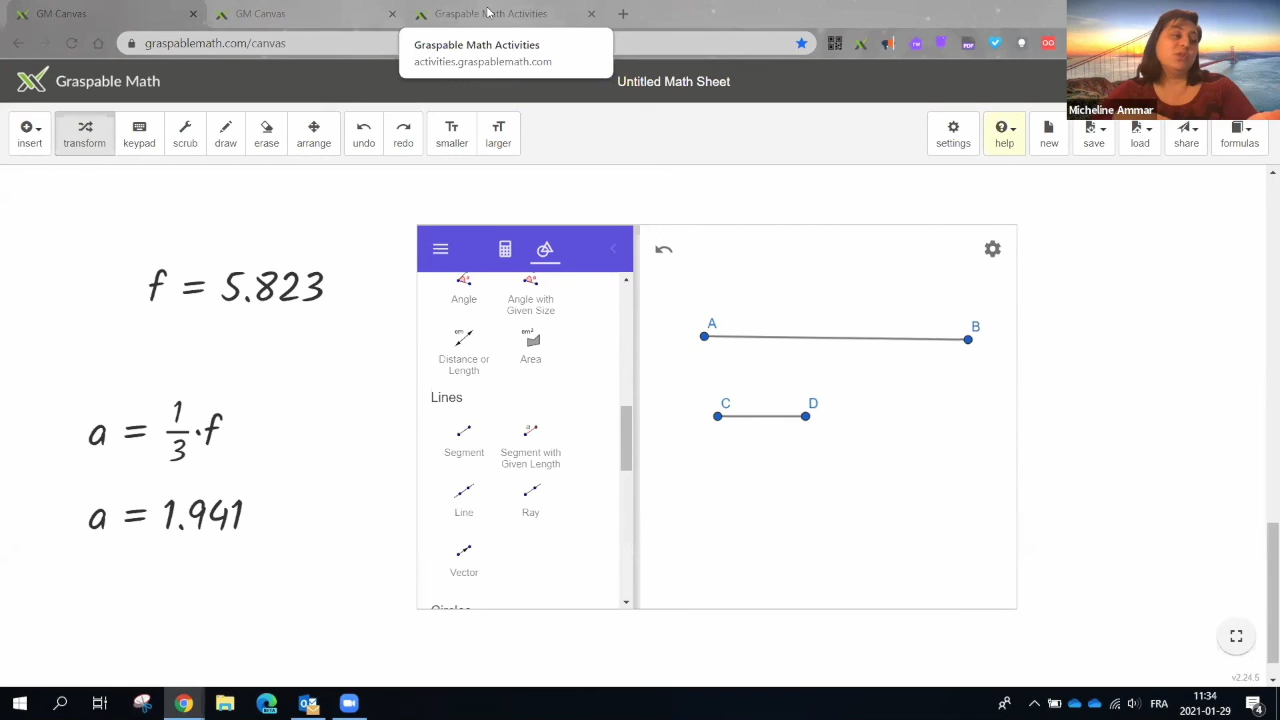 GM Canvas
GM Canvas
Graspable Math Activities
graspablemath.com/canvas
Graspable Math Activities
activities.graspablemath.com
Graspable Math
Untitled Math Sheet
Micheline Ammar
insert
transform
keypad
scrub
draw
erase
arrange
undo
redo
smaller
larger
settings
help
new
save
load
share
formulas
f = 5.823
a = 1/3 · f
a = 1.941
Angle
Angle with
Given Size
Distance or
Length
Area
Lines
Segment
Segment with
Given Length
Line
Ray
Vector
A
B
C
D
v2.24.5
FRA
11:34
2021-01-29
4